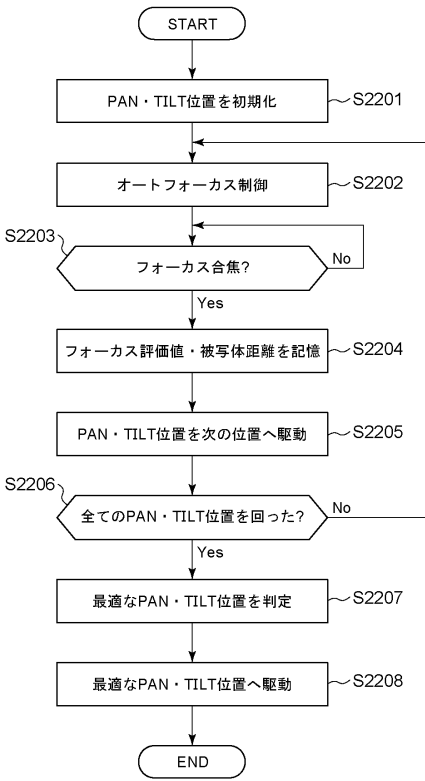 START
PAN・TILT位置を初期化
S2201
オートフォーカス制御
S2202
S2203
フォーカス合焦?
No
Yes
フォーカス評価値・被写体距離を記憶
S2204
PAN・TILT位置を次の位置へ駆動
S2205
S2206
全てのPAN・TILT位置を回った?
No
Yes
最適なPAN・TILT位置を判定
S2207
最適なPAN・TILT位置へ駆動
S2208
END